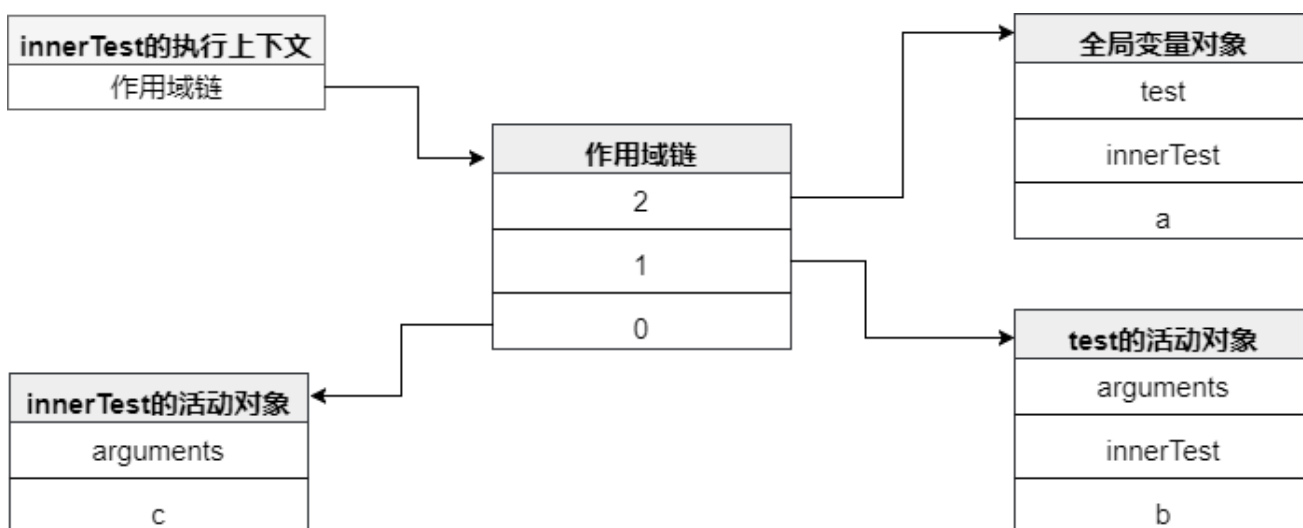 innerTest的执行上下文
作用域链
作用域链
2
1
0
全局变量对象
test
innerTest
a
test的活动对象
arguments
innerTest
b
innerTest的活动对象
arguments
c